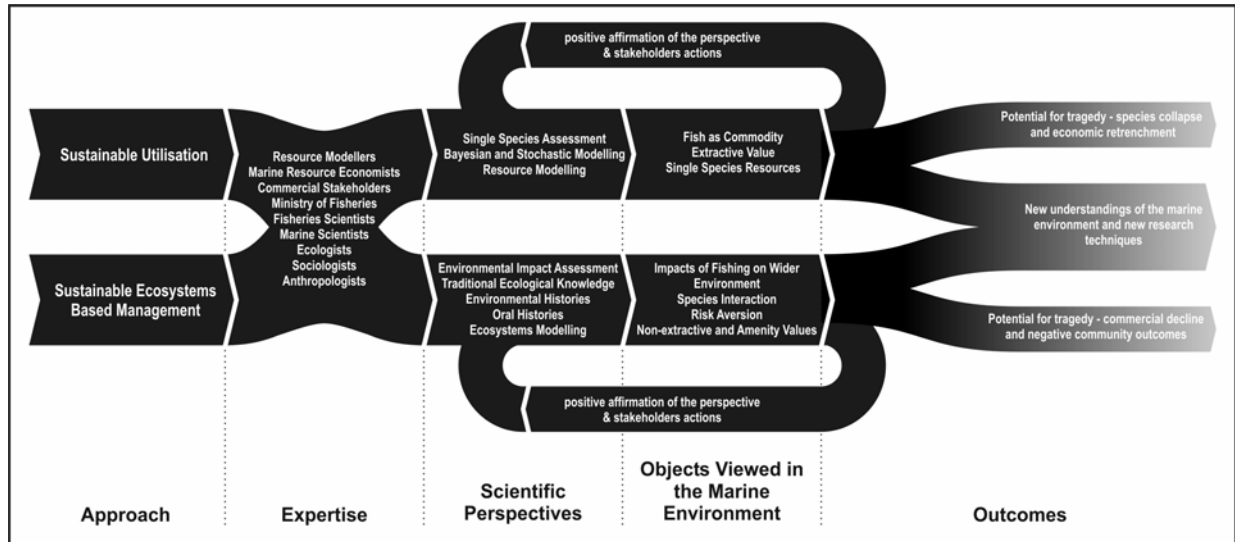 positive affirmation of the perspective
& stakeholders actions
Sustainable Utilisation
Resource Modellers
Marine Resource Economists
Commercial Stakeholders
Ministry of Fisheries
Fisheries Scientists
Marine Scientists
Ecologists
Sociologists
Anthropologists
Single Species Assessment
Bayesian and Stochastic Modelling
Resource Modelling
Fish as Commodity
Extractive Value
Single Species Resources
Potential for tragedy - species collapse
and economic retrenchment
New understandings of the marine
environment and new research
techniques
Sustainable Ecosystems
Based Management
Environmental Impact Assessment
Traditional Ecological Knowledge
Environmental Histories
Oral Histories
Ecosystems Modelling
Impacts of Fishing on Wider
Environment
Species Interaction
Risk Aversion
Non-extractive and Amenity Values
Potential for tragedy - commercial decline
and negative community outcomes
positive affirmation of the perspective
& stakeholders actions
Approach
Expertise
Scientific
Perspectives
Objects Viewed in
the Marine
Environment
Outcomes